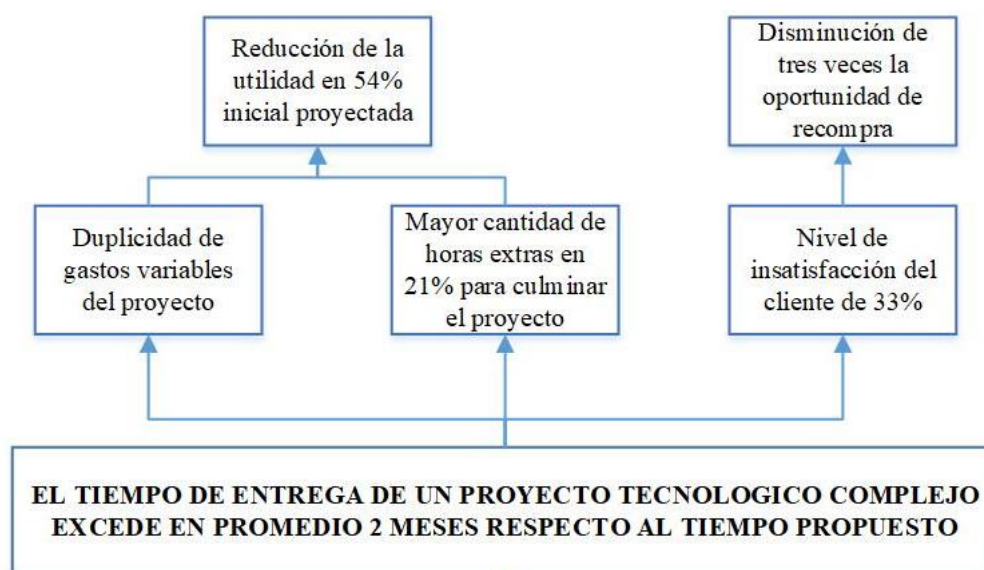 Reducción de la
utilidad en 54%
inicial proyectada
Disminución de
tres veces la
oportunidad de
recompra
Duplicidad de
gastos variables
del proyecto
Mayor cantidad de
horas extras en
21% para culminar
el proyecto
Nivel de
insatisfacción del
cliente de 33%
EL TIEMPO DE ENTREGA DE UN PROYECTO TECNOLOGICO COMPLEJO
EXCEDE EN PROMEDIO 2 MESES RESPECTO AL TIEMPO PROPUESTO